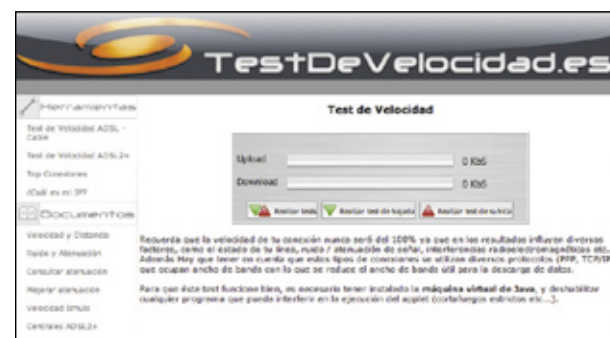 TestDeVelocidad.es
Herramientas
Test de Velocidad ADSL -
Cable
Test de Velocidad ADSL2+
Top Conexiones
¿Cuál es mi IP?
Documentos
Velocidad y Distancia
Ruido y Atenuación
Consultar atenuación
Mejorar atenuación
Velocidad Emule
Centrales ADSL2+
Test de Velocidad
Upload 0 Kb/S
Download 0 Kb/S
Realizar tests Realizar test de bajada Realizar test de subida
Recuerda que la velocidad de tu conexión nunca será del 100% ya que en los resultados influyen diversos
factores, como el estado de tu línea, ruido / atenuación de señal, interferencias radioelectromagnéticas etc..
Además Hay que tener en cuenta que estos tipos de conexiones se utilizan diversos protocolos (PPP, TCP/IP
que ocupan ancho de banda con lo que se reduce el ancho de banda útil para la descarga de datos.
Para que éste test funcione bien, es necesario tener instalado la máquina virtual de Java, y deshabilitar
cualquier programa que pueda interferir en la ejecución del applet (cortafuegos estrictos etc...).